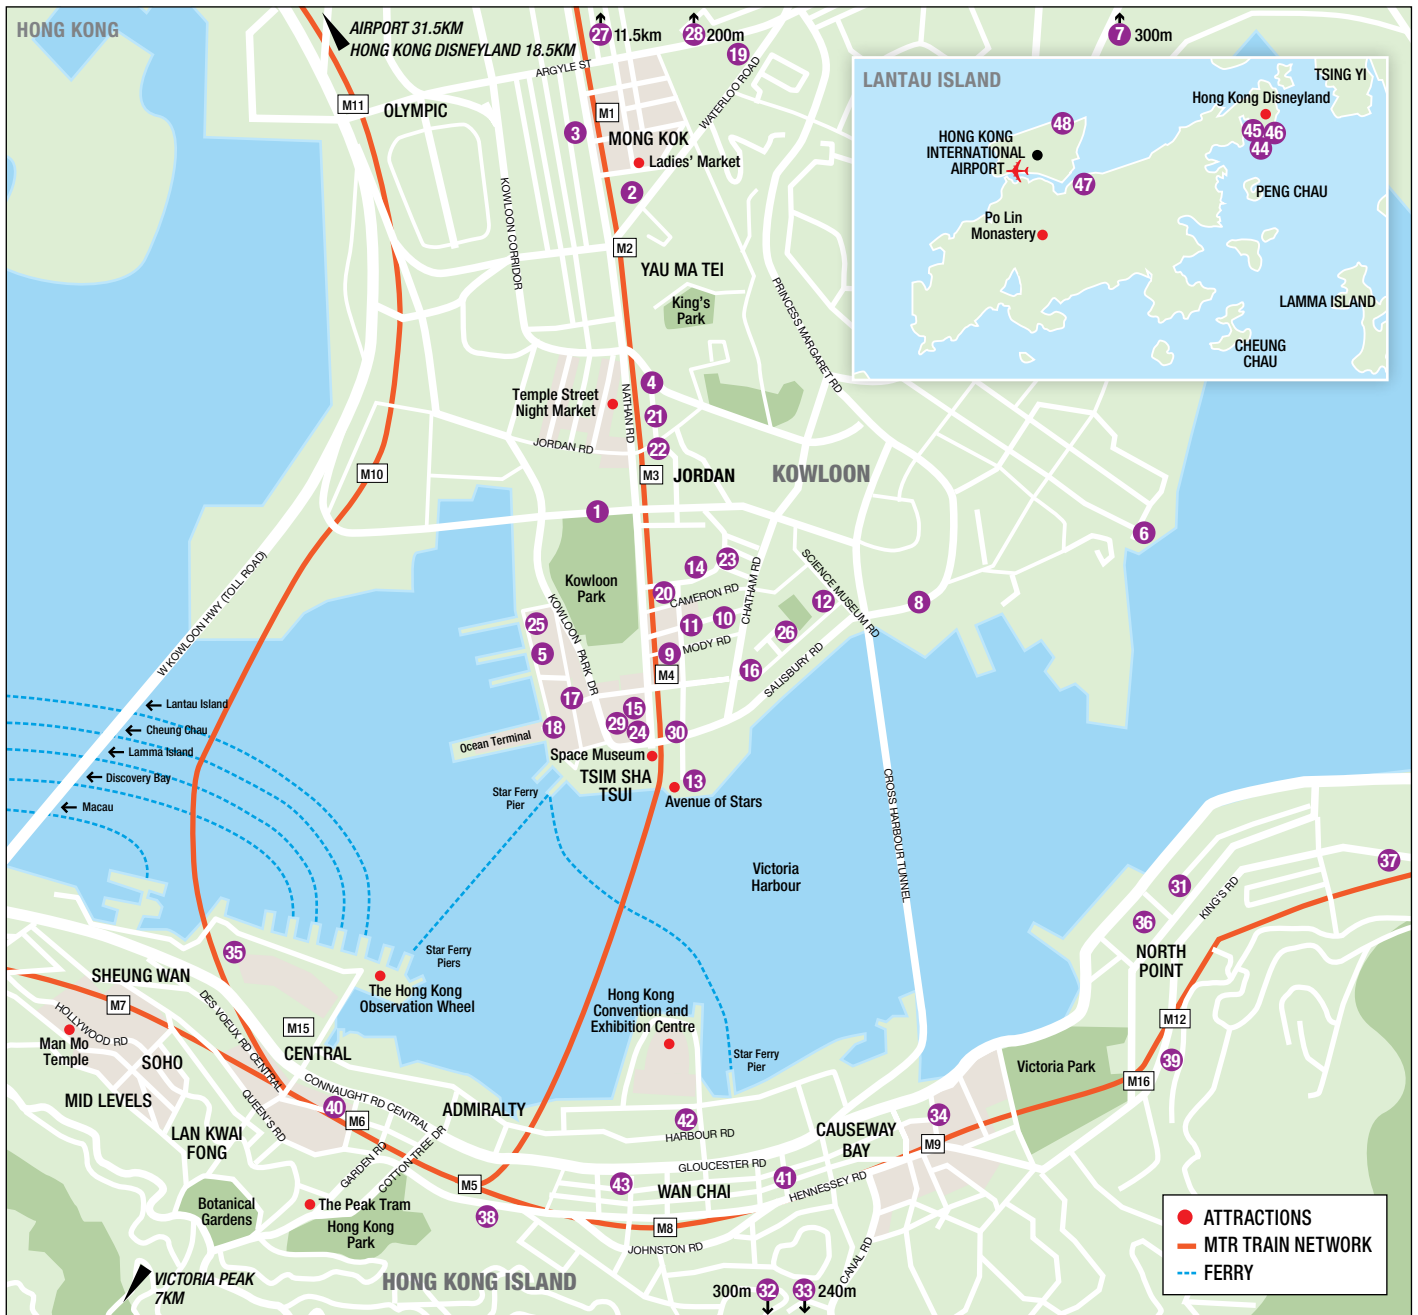 HONG KONG
AIRPORT 31.5KM
HONG KONG DISNEYLAND 18.5KM
27 11.5km
28 200m
7 300m
19
ARGYLE ST
WATERLOO ROAD
M11
OLYMPIC
M1
3
MONG KOK
Ladies' Market
2
KOWLOON CORRIDOR
M2
YAU MA TEI
King's
Park
PRINCESS MARGARET RD
LANTAU ISLAND
TSING YI
Hong Kong Disneyland
48
45
46
44
HONG KONG
INTERNATIONAL
AIRPORT
47
PENG CHAU
Po Lin
Monastery
LAMMA ISLAND
CHEUNG
CHAU
4
Temple Street
Night Market
NATHAN RD
21
JORDAN RD
22
M10
M3
JORDAN
KOWLOON
1
6
W KOWLOON HWY (TOLL ROAD)
Kowloon
Park
14
23
20
CAMERON RD
CHATHAM RD
SCIENCE MUSEUM RD
12
8
KOWLOON PARK DR
25
11
10
26
5
9
MODY RD
M4
16
SALISBURY RD
17
15
18
29
24
30
Ocean Terminal
Space Museum
TSIM SHA
TSUI
13
Avenue of Stars
Star Ferry
Pier
Lantau Island
Cheung Chau
Lamma Island
Discovery Bay
Macau
CROSS HARBOUR TUNNEL
Victoria
Harbour
37
31
KING'S RD
36
NORTH
POINT
35
Star Ferry
Piers
SHEUNG WAN
The Hong Kong
Observation Wheel
Hong Kong
Convention and
Exhibition Centre
M7
HOLLYWOOD RD
DES VOEUX RD CENTRAL
M15
M12
Man Mo
Temple
SOHO
CENTRAL
Star Ferry
Pier
Victoria Park
39
M16
MID LEVELS
CONNAUGHT RD CENTRAL
QUEEN'S RD
40
M6
ADMIRALTY
42
HARBOUR RD
CAUSEWAY
BAY
34
M9
LAN KWAI
FONG
GARDEN RD
COTTON TREE DR
GLOUCESTER RD
M5
43
WAN CHAI
41
HENNESSEY RD
Botanical
Gardens
The Peak Tram
38
Hong Kong
Park
M8
JOHNSTON RD
CANAL RD
VICTORIA PEAK
7KM
HONG KONG ISLAND
300m 32
33 240m
ATTRACTIONS
MTR TRAIN NETWORK
FERRY